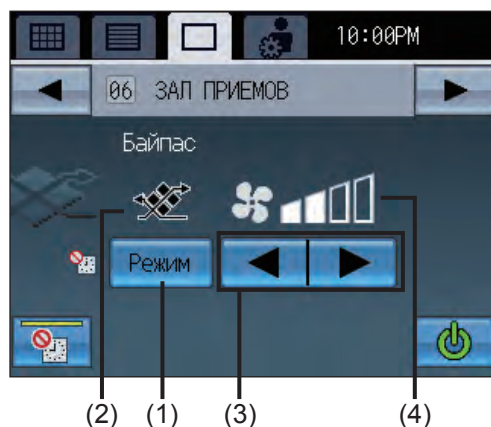 10:00PM
06 ЗАЛ ПРИЕМОВ
Байпас
Режим
(2) (1) (3) (4)